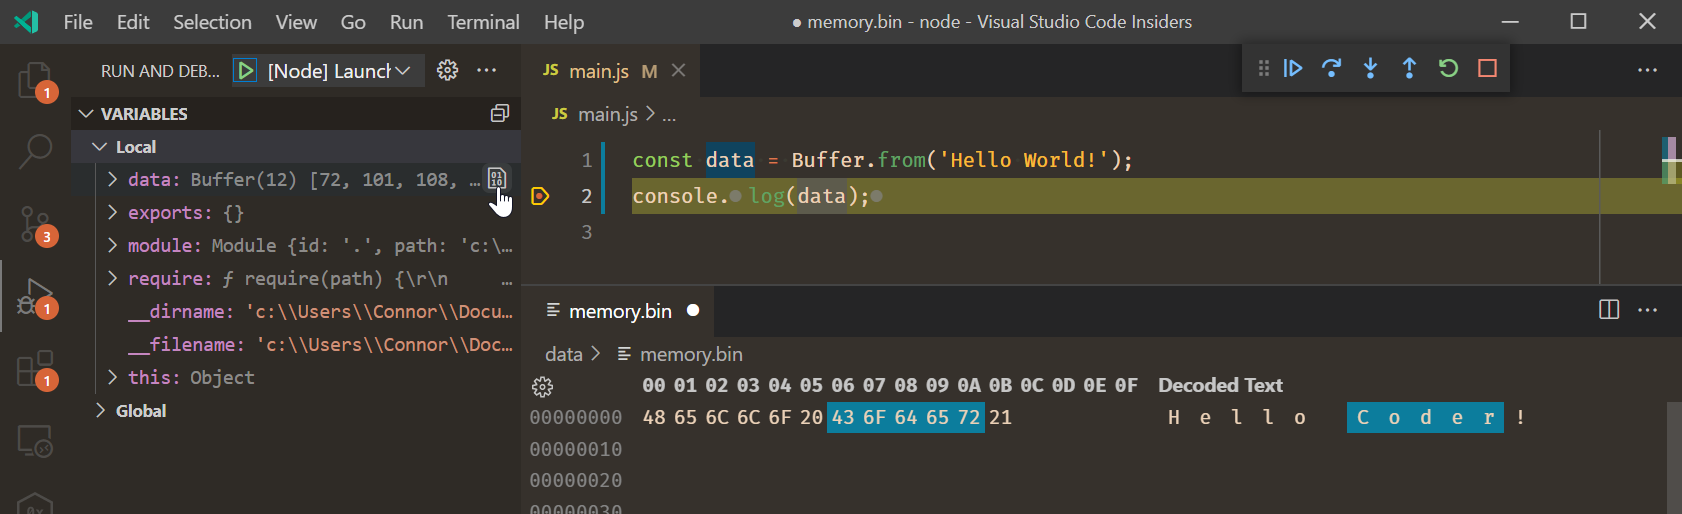 File Edit Selection View Go Run Terminal Help
● memory.bin - node - Visual Studio Code Insiders
RUN AND DEB... [Node] Launch
VARIABLES
Local
data: Buffer(12) [72, 101, 108, …
exports: {}
module: Module {id: '.', path: 'c:\…
require: ƒ require(path) {\r\n …
__dirname: 'c:\\Users\\Connor\\Docu…
__filename: 'c:\\Users\\Connor\\Doc…
this: Object
Global
1
3
1
1
JS main.js M
JS main.js > ...
1 const data = Buffer.from('Hello World!');
2 console.log(data);
3
memory.bin ●
data > memory.bin
00 01 02 03 04 05 06 07 08 09 0A 0B 0C 0D 0E 0F Decoded Text
00000000 48 65 6C 6C 6F 20 43 6F 64 65 72 21 H e l l o C o d e r !
00000010
00000020
00000030